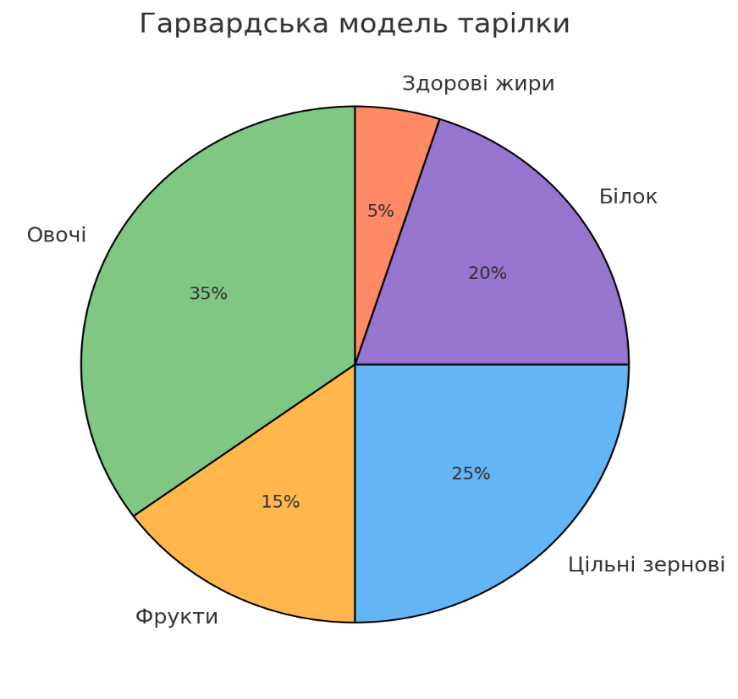 Гарвардська модель тарілки
Здорові жири
Білок
Овочі
5%
20%
35%
25%
15%
Цільні зернові
Фрукти